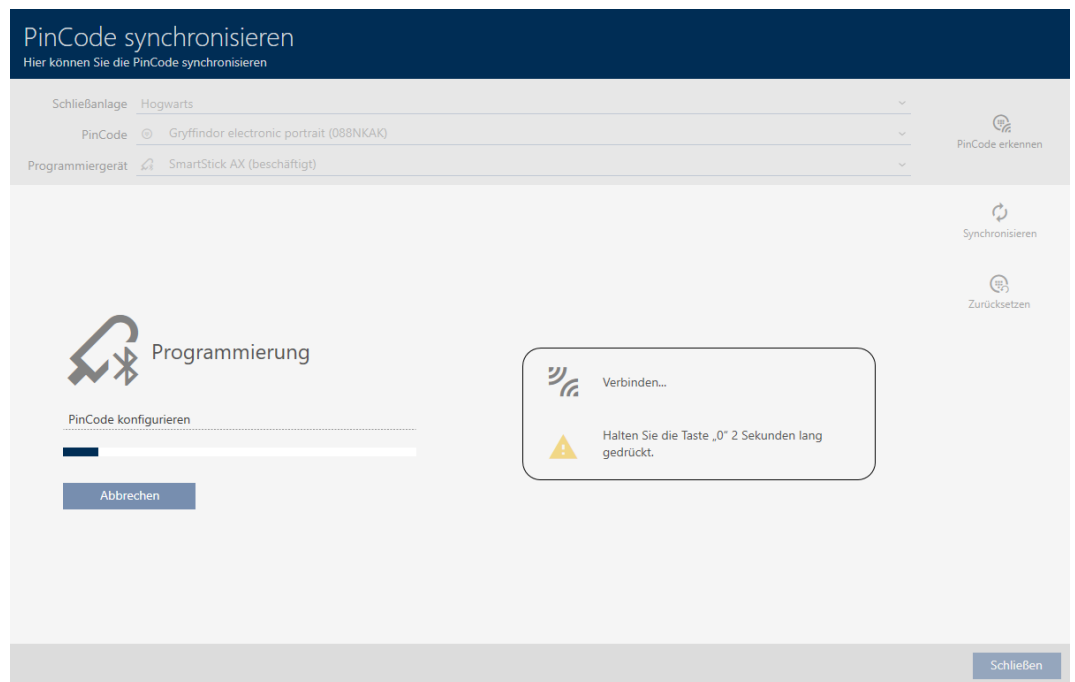 PinCode synchronisieren
Hier können Sie die PinCode synchronisieren
Schließanlage Hogwarts
PinCode Gryffindor electronic portrait (088NKAK)
Programmiergerät SmartStick AX (beschäftigt)
PinCode erkennen
Synchronisieren
Zurücksetzen
Programmierung
PinCode konfigurieren
Abbrechen
Verbinden...
Halten Sie die Taste „0" 2 Sekunden lang
gedrückt.
Schließen